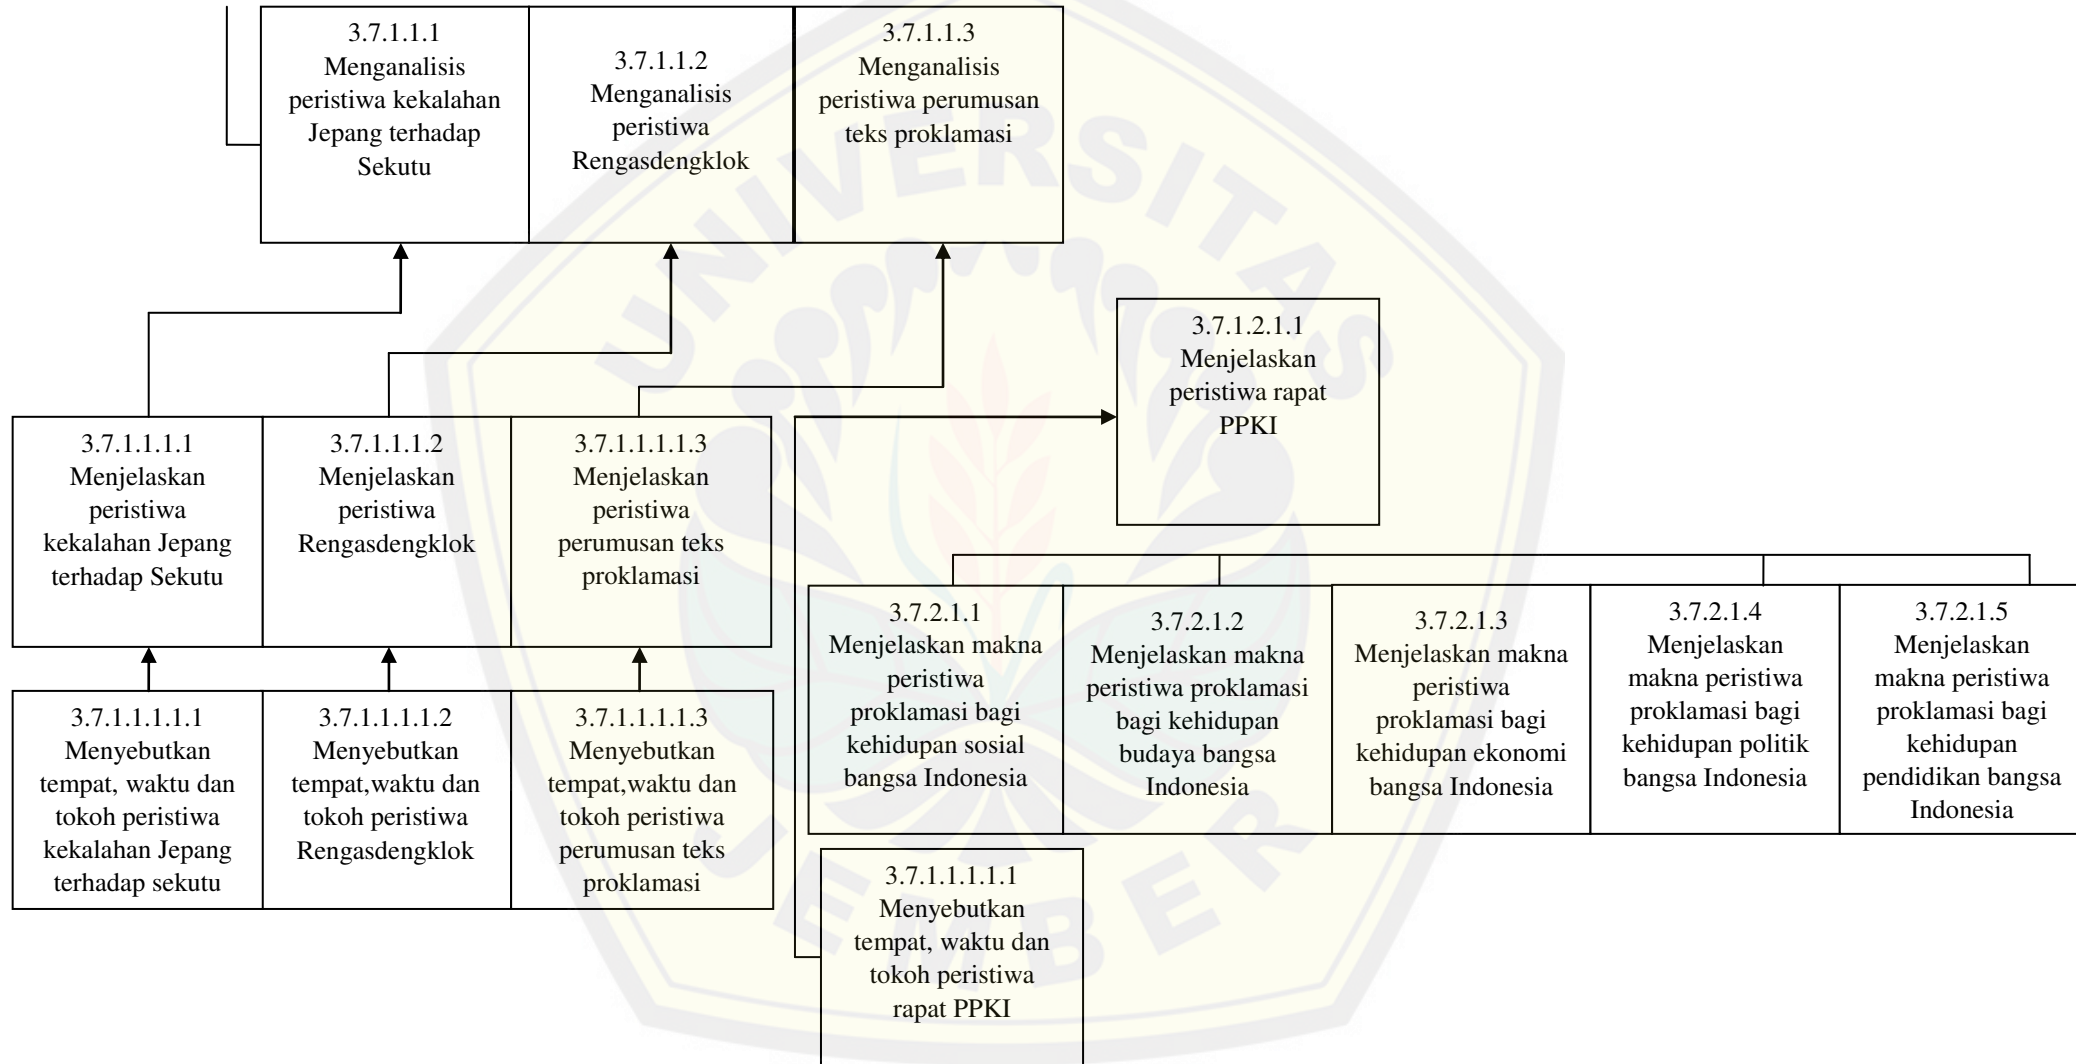 3.7.1.1.1
Menganalisis
peristiwa kekalahan
Jepang terhadap
Sekutu
3.7.1.1.2
Menganalisis
peristiwa
Rengasdengklok
3.7.1.1.3
Menganalisis
peristiwa perumusan
teks proklamasi
3.7.1.2.1.1
Menjelaskan
peristiwa rapat
PPKI
3.7.1.1.1.1
Menjelaskan
peristiwa
kekalahan Jepang
terhadap Sekutu
3.7.1.1.1.2
Menjelaskan
peristiwa
Rengasdengklok
3.7.1.1.1.1.3
Menjelaskan
peristiwa
perumusan teks
proklamasi
3.7.2.1.1
Menjelaskan makna
peristiwa
proklamasi bagi
kehidupan sosial
bangsa Indonesia
3.7.2.1.2
Menjelaskan makna
peristiwa proklamasi
bagi kehidupan
budaya bangsa
Indonesia
3.7.2.1.3
Menjelaskan makna
peristiwa
proklamasi bagi
kehidupan ekonomi
bangsa Indonesia
3.7.2.1.4
Menjelaskan
makna peristiwa
proklamasi bagi
kehidupan politik
bangsa Indonesia
3.7.2.1.5
Menjelaskan
makna peristiwa
proklamasi bagi
kehidupan
pendidikan bangsa
Indonesia
3.7.1.1.1.1.1
Menyebutkan
tempat, waktu dan
tokoh peristiwa
kekalahan Jepang
terhadap sekutu
3.7.1.1.1.1.2
Menyebutkan
tempat,waktu dan
tokoh peristiwa
Rengasdengklok
3.7.1.1.1.1.3
Menyebutkan
tempat,waktu dan
tokoh peristiwa
perumusan teks
proklamasi
3.7.1.1.1.1.1
Menyebutkan
tempat, waktu dan
tokoh peristiwa
rapat PPKI
UNIVERSITAS
JEMBER